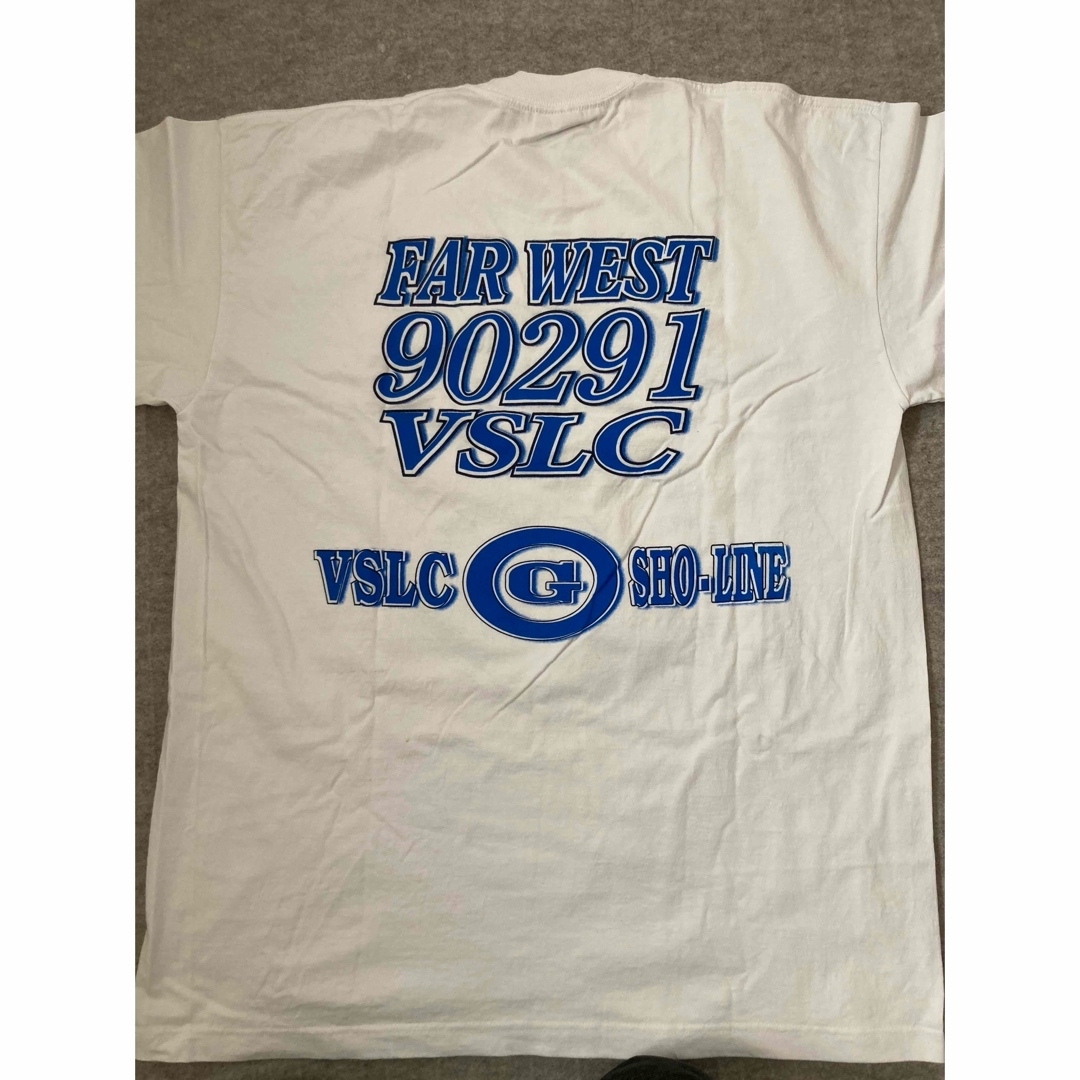 FAR WEST
90291
VSLC
VSLC G SHO-LINE